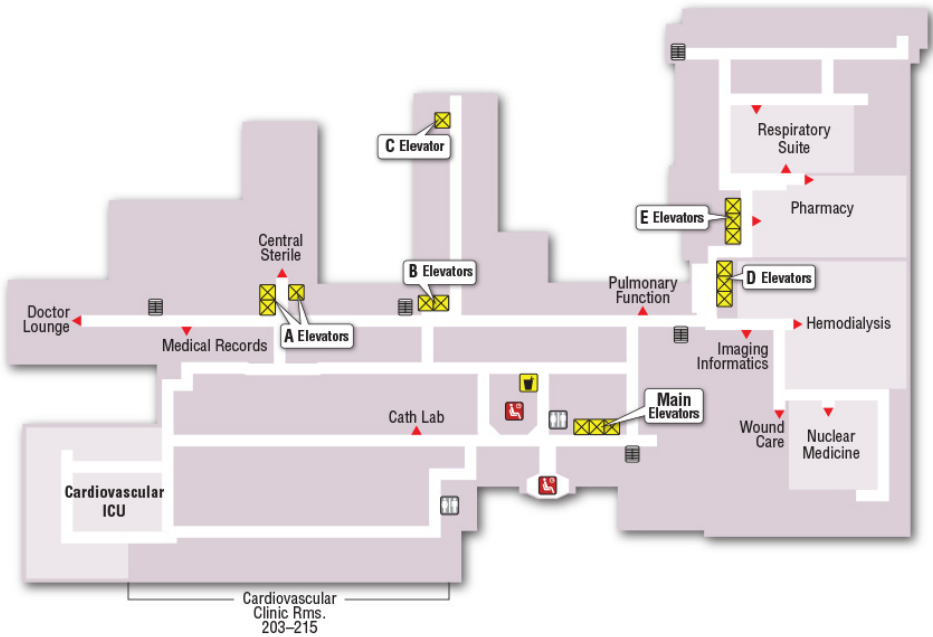 Respiratory
Suite
C Elevator
Pharmacy
E Elevators
Central
Sterile
B Elevators
D Elevators
Pulmonary
Function
Doctor
Lounge
Medical Records
A Elevators
Hemodialysis
Imaging
Informatics
Main
Elevators
Cath Lab
Wound
Care
Nuclear
Medicine
Cardiovascular
ICU
Cardiovascular
Clinic Rms.
203–215